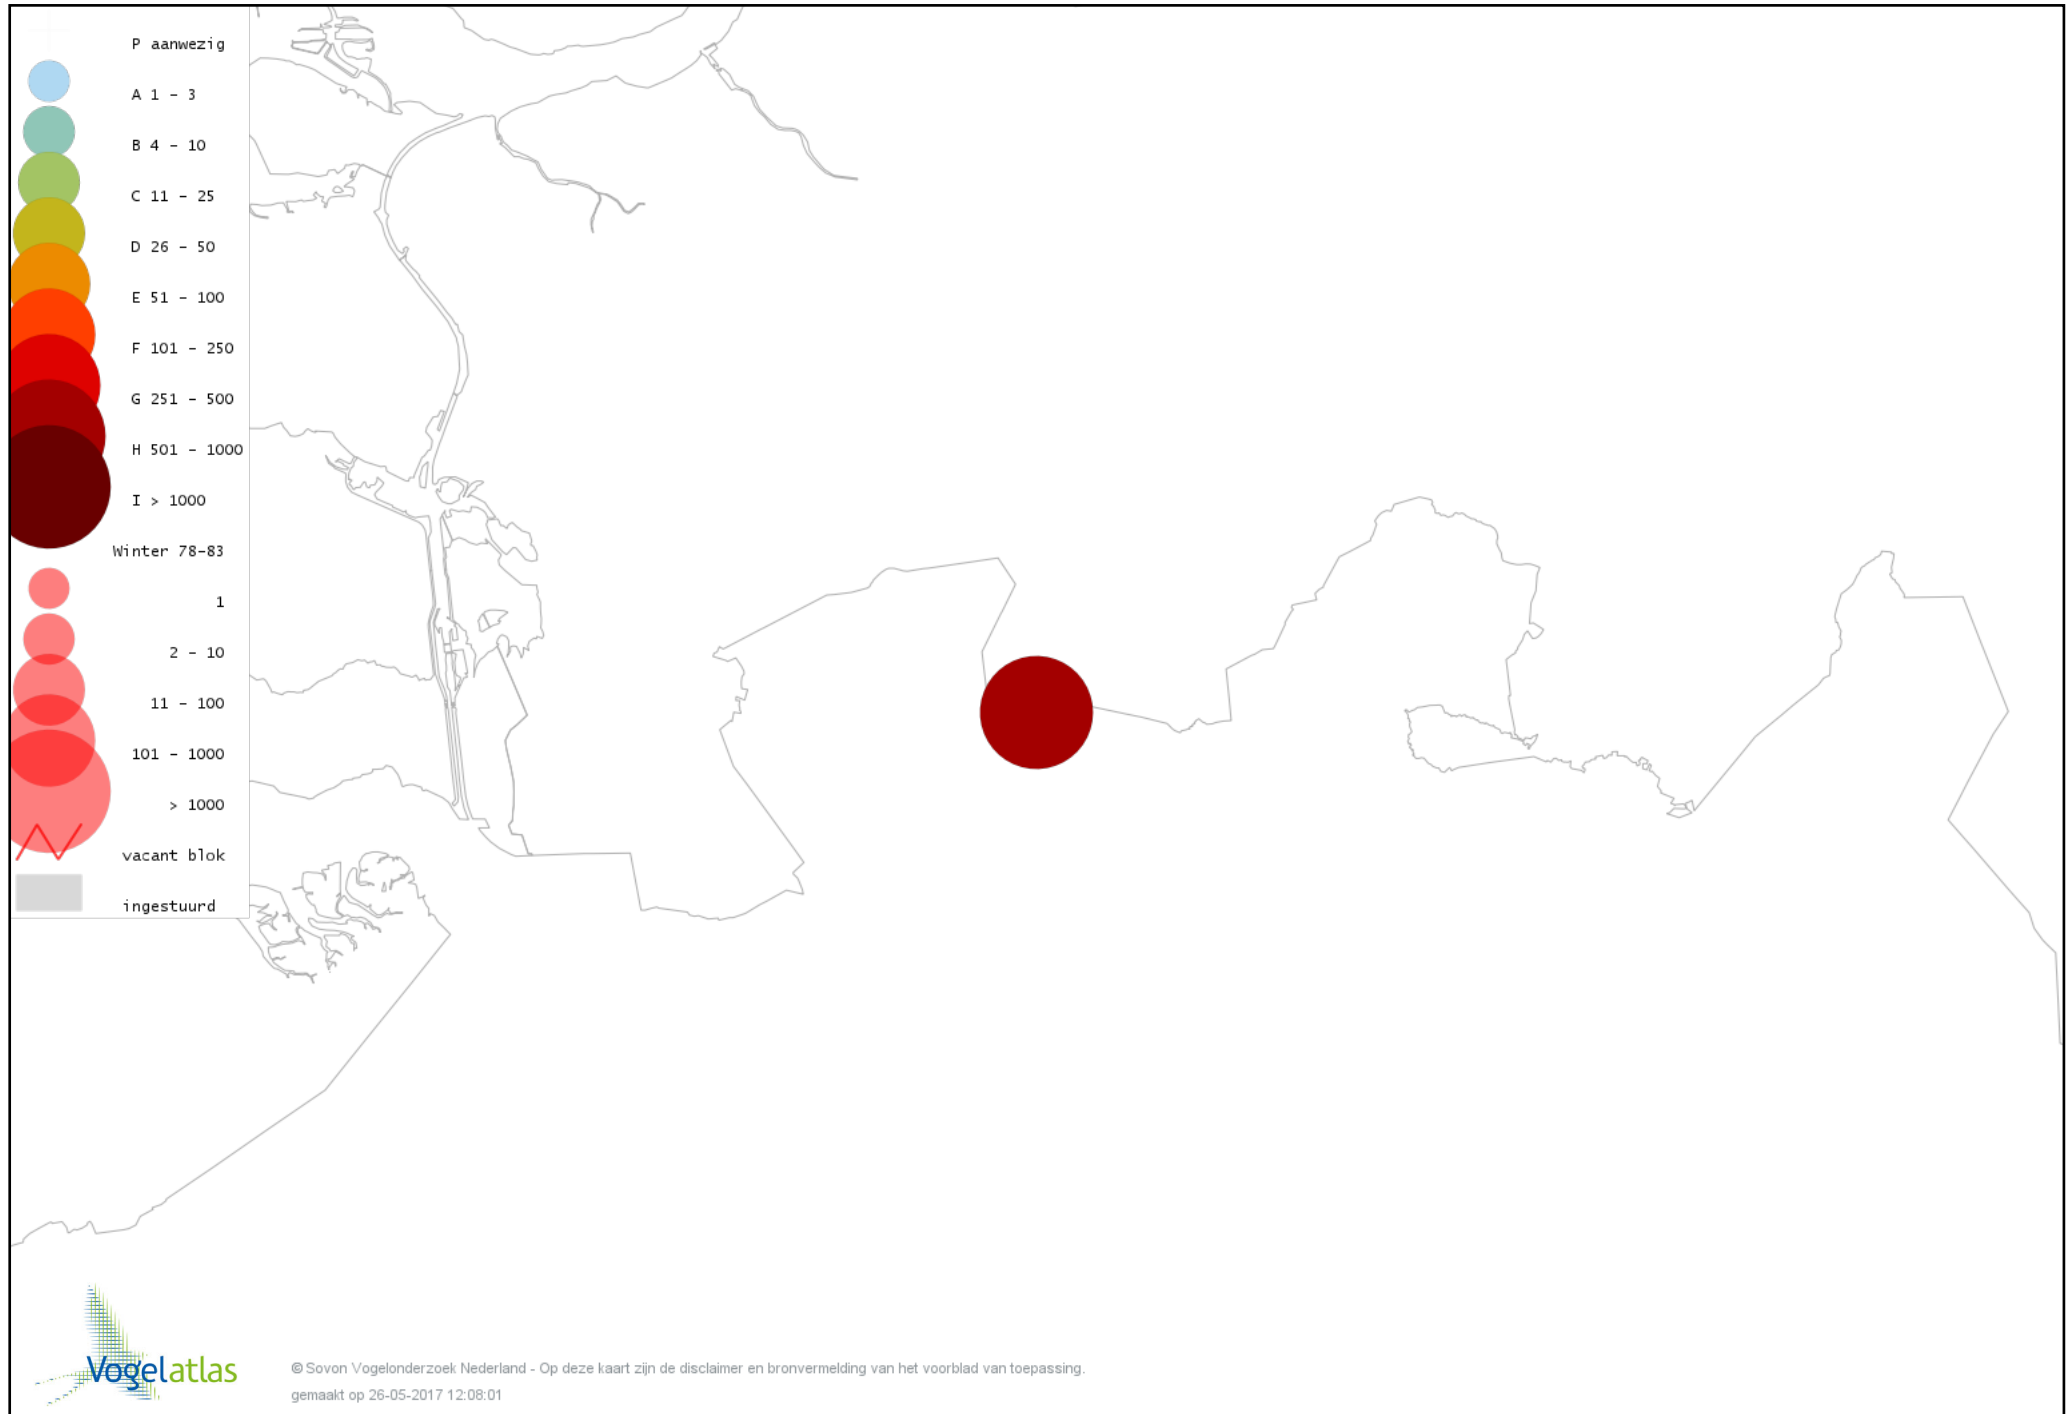 P aanwezig
A 1 - 3
B 4 - 10
C 11 - 25
D 26 - 50
E 51 - 100
F 101 - 250
G 251 - 500
H 501 - 1000
I > 1000
Winter 78-83
1
2 - 10
11 - 100
101 - 1000
> 1000
vacant blok
ingestuurd
Vogelatlas
© Sovon Vogelonderzoek Nederland - Op deze kaart zijn de disclaimer en bronvermelding van het voorblad van toepassing.
gemaakt op 26-05-2017 12:08:01